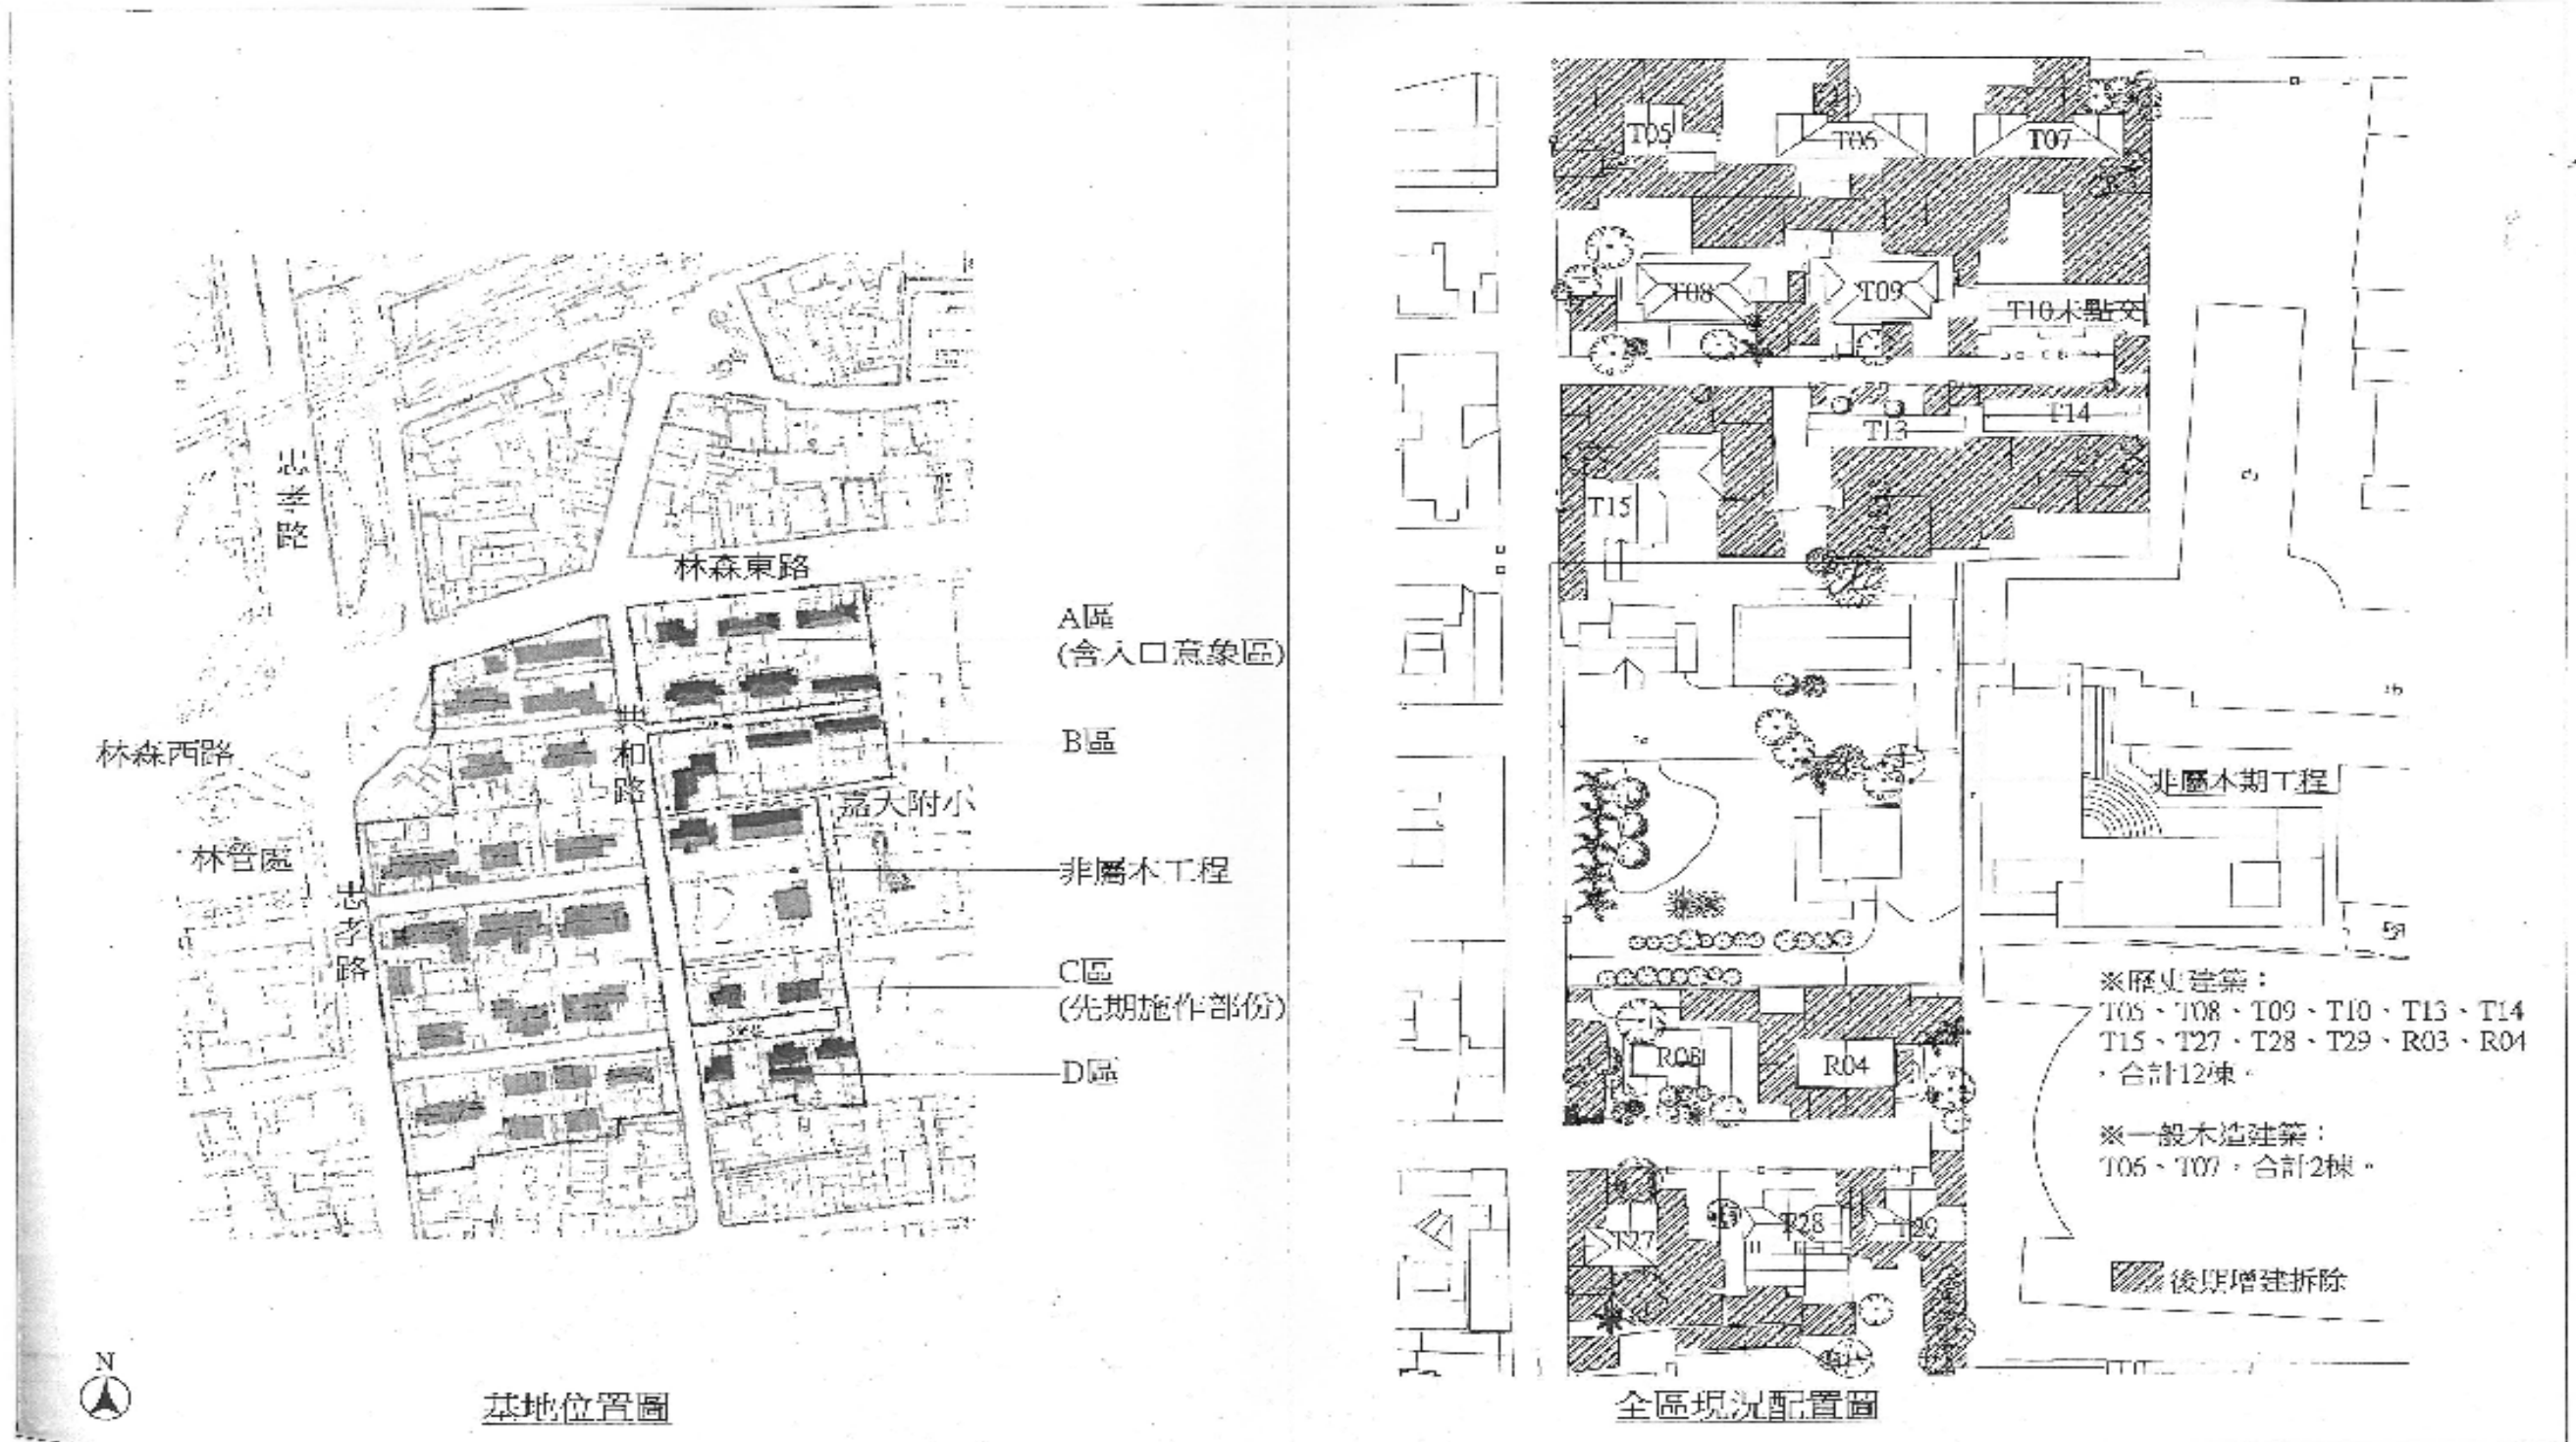 忠孝路
林森東路
A區
(含入口意象區)
共和路
林森西路
B區
嘉大附小
林管處
非屬本工程
忠孝路
C區
(先期施作部份)
D區
N
基地位置圖
T05
T06
T07
T08
T09
T10未點交
T14
T13
T15
非屬本期工程
※歷史建築：
T05、T08、T09、T10、T13、T14
T15、T27、T28、T29、R03、R04
，合計12棟。
R03
R04
※一般木造建築：
T06、T07，合計2棟。
T27
T28
T29
後期增建拆除
全區現況配置圖